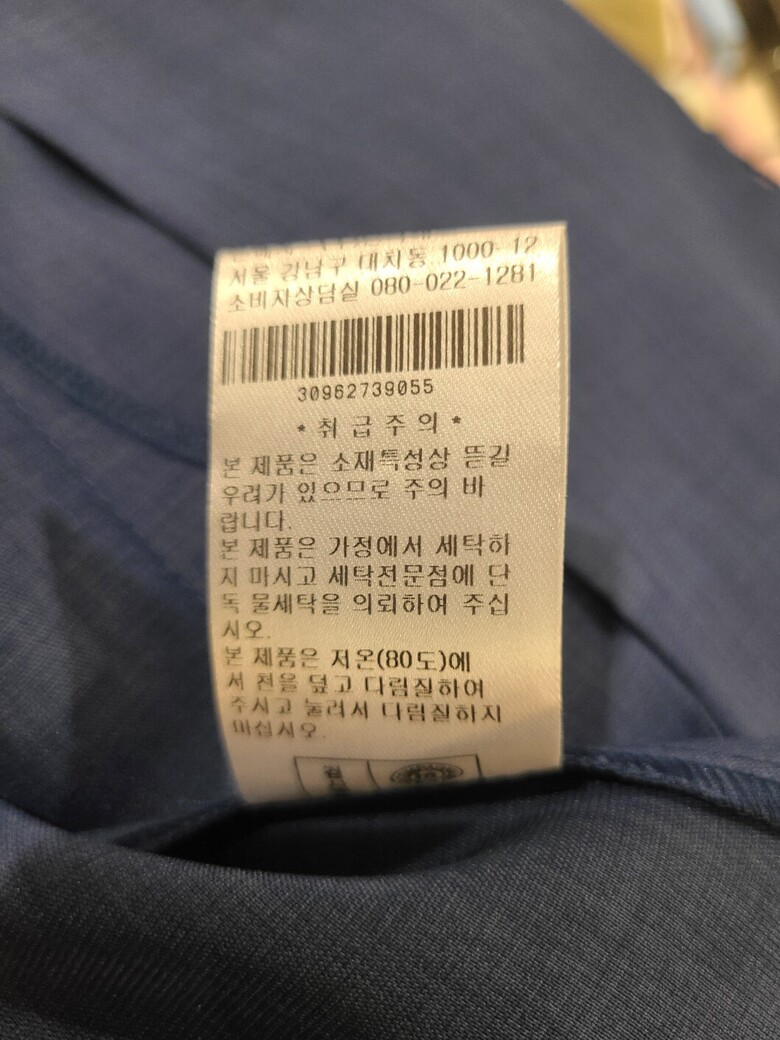 서울 강남구 대치동 1000-12
소비자상담실 080-022-1281
30962739055
*취급주의*
본 제품은 소재특성상 뜯길
우려가 있으므로 주의 바
랍니다.
본 제품은 가정에서 세탁하
지 마시고 세탁전문점에 단
독 물세탁을 의뢰하여 주십
시오.
본 제품은 저온(80도)에
서 천을 덮고 다림질하여
주시고 눌러서 다림질하지
마십시오.